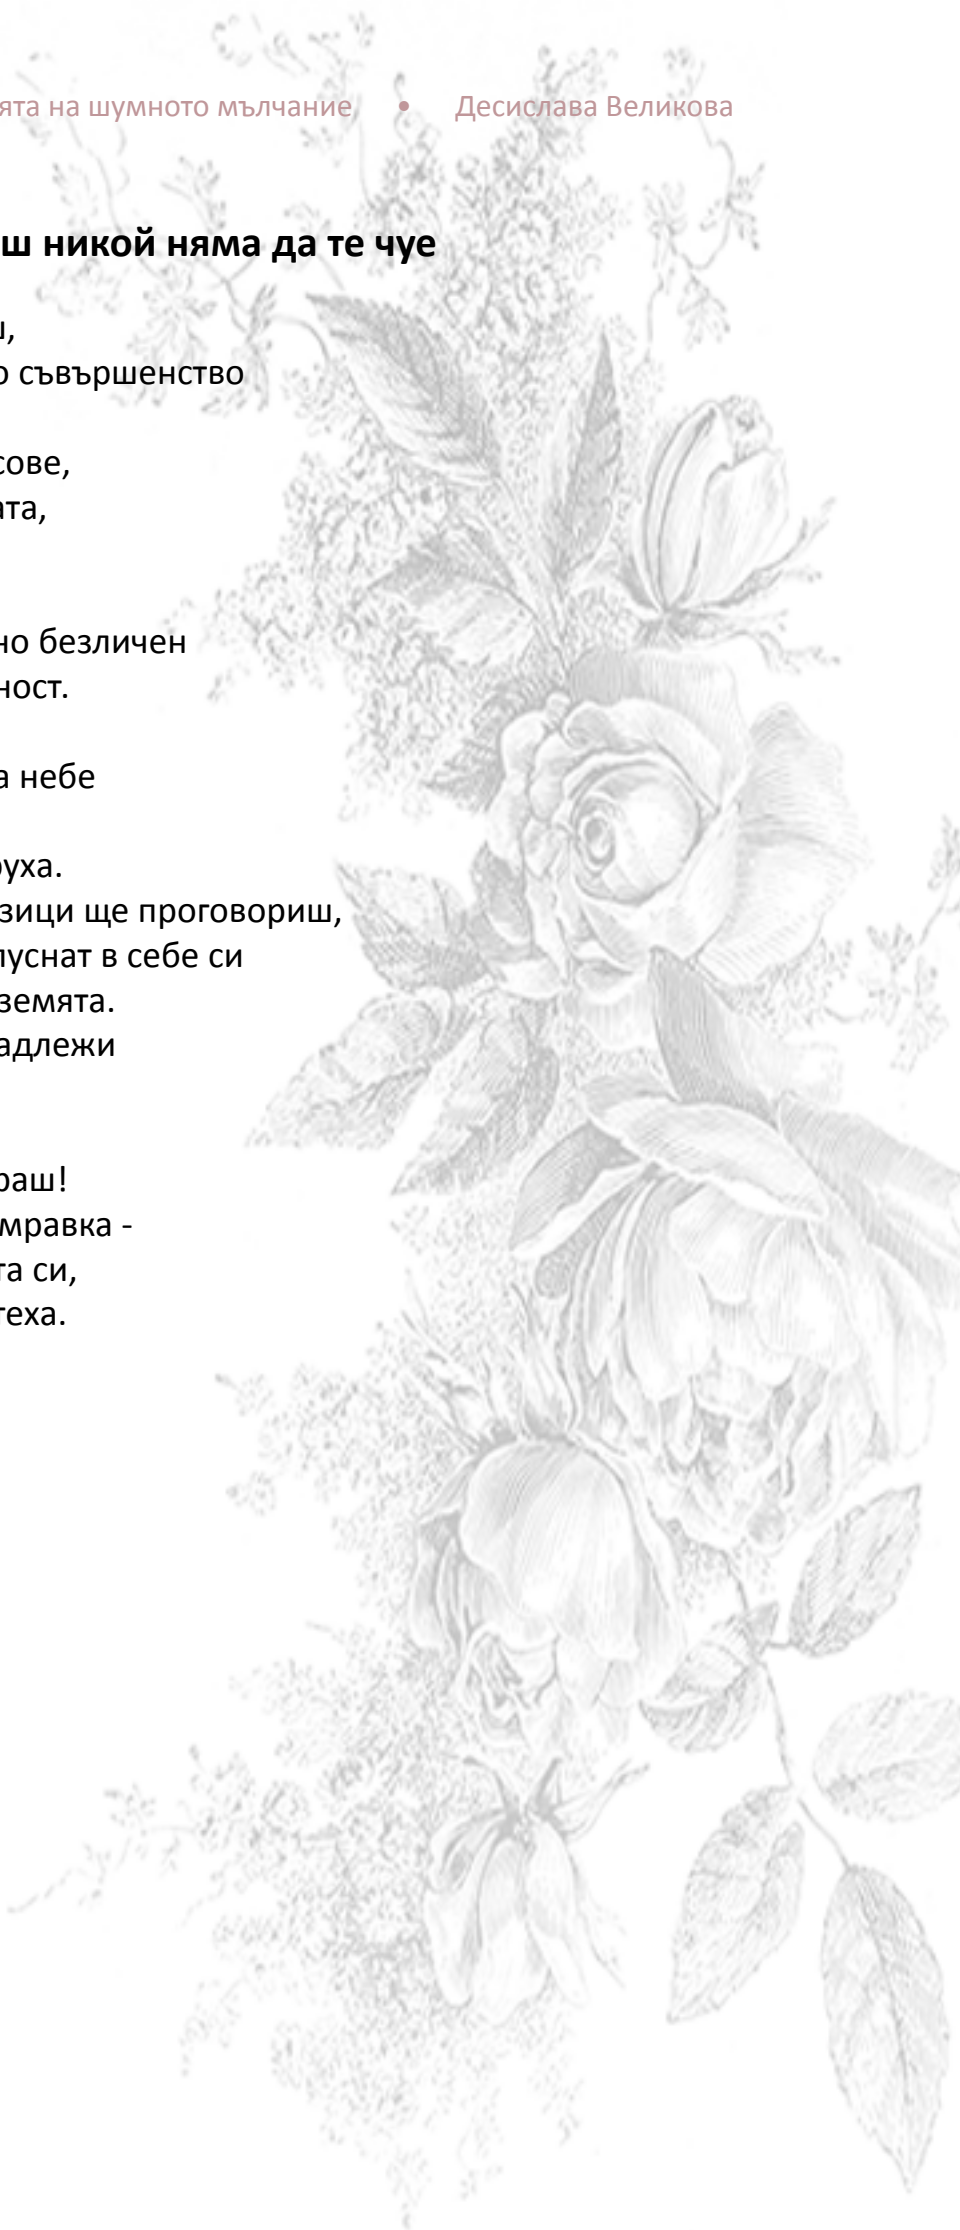 ята на шумното мълчание • Десислава Великова
ш никой няма да те чуе
,
о съвършенство
сове,
ата,
но безличен
ност.
а небе
уха.
зици ще проговориш,
пуснат в себе си
земята.
адлежи
раш!
мравка -
та си,
теха.